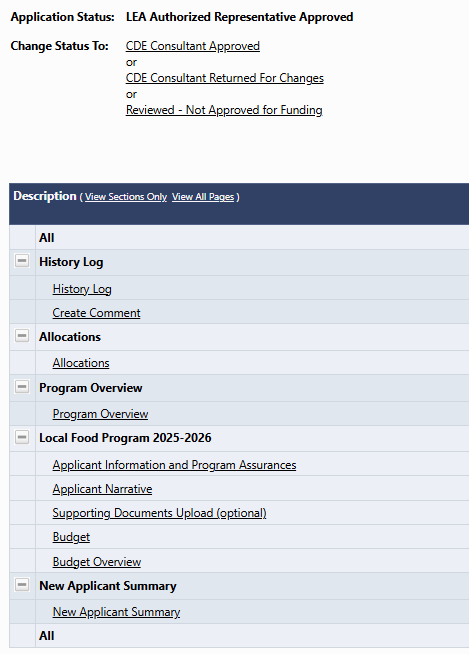 Application Status: LEA Authorized Representative Approved
Change Status To: CDE Consultant Approved
or
CDE Consultant Returned For Changes
or
Reviewed - Not Approved for Funding
Description ( View Sections Only View All Pages )
All
History Log
History Log
Create Comment
Allocations
Allocations
Program Overview
Program Overview
Local Food Program 2025-2026
Applicant Information and Program Assurances
Applicant Narrative
Supporting Documents Upload (optional)
Budget
Budget Overview
New Applicant Summary
New Applicant Summary
All